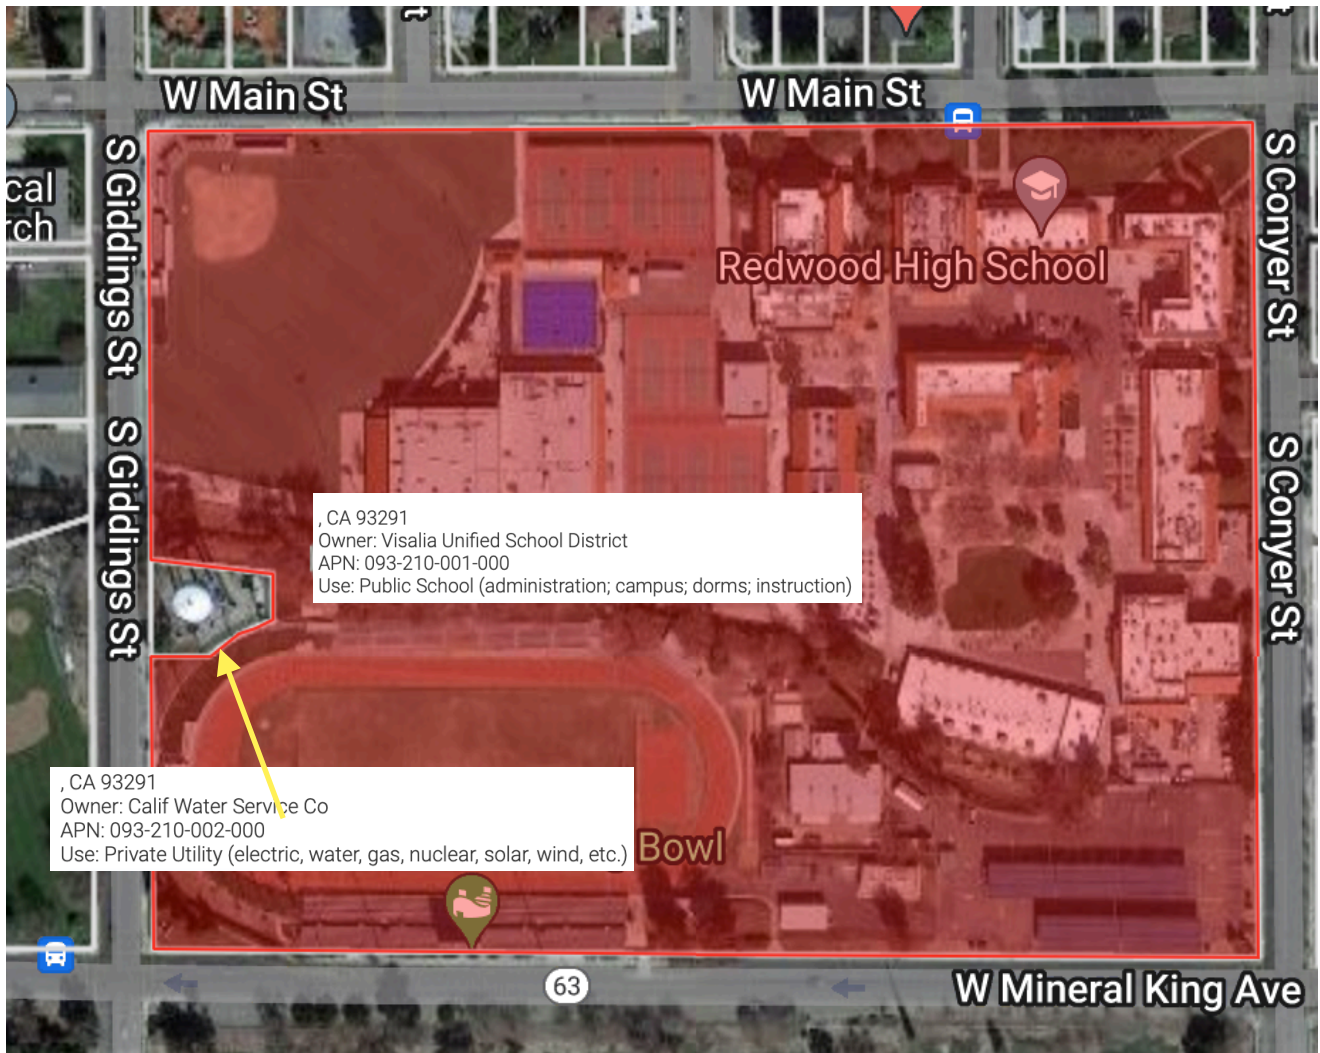 W Main St
W Main St
S Giddings St
S Conyer St
cal
rch
Redwood High School
S Giddings St
S Conyer St
, CA 93291
Owner: Visalia Unified School District
APN: 093-210-001-000
Use: Public School (administration; campus; dorms; instruction)
, CA 93291
Owner: Calif Water Service Co
APN: 093-210-002-000
Use: Private Utility (electric, water, gas, nuclear, solar, wind, etc.)
Bowl
63
W Mineral King Ave